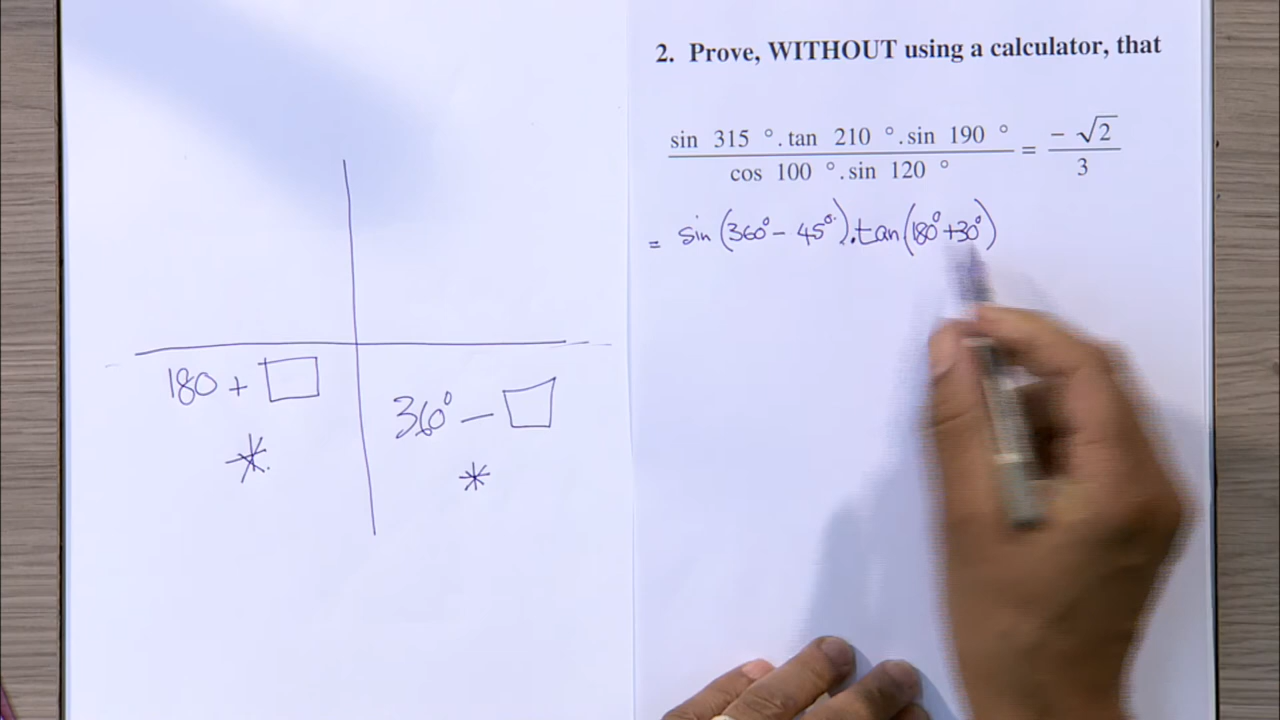 2. Prove, WITHOUT using a calculator, that
sin 315 °.tan 210 °.sin 190 °
cos 100 °.sin 120 °
= -√2
3
= sin (360° - 45°).tan(180°+30°)
180 + □
360° - □
*
*